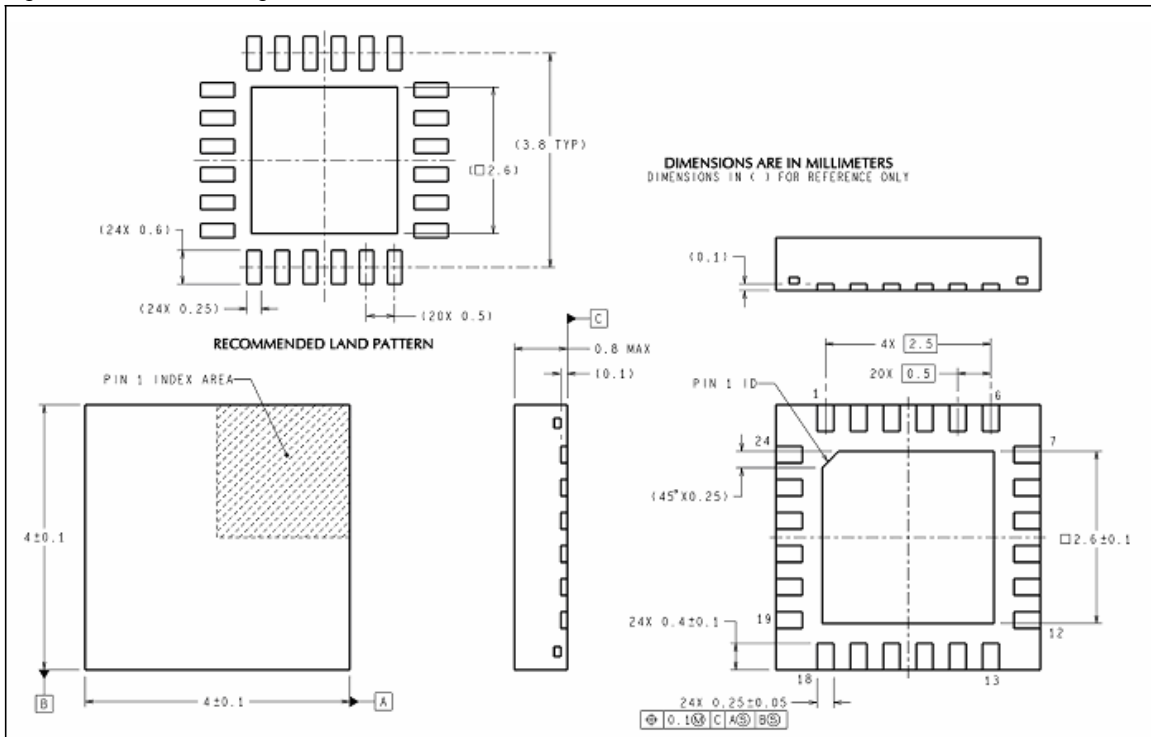 (3.8 TYP)
(□2.6)
(24X 0.6)
(24X 0.25)
(20X 0.5)
RECOMMENDED LAND PATTERN
DIMENSIONS ARE IN MILLIMETERS
DIMENSIONS IN ( ) FOR REFERENCE ONLY
(0.1)
PIN 1 INDEX AREA
4±0.1
4±0.1
B
A
C
0.8 MAX
(0.1)
4X 2.5
20X 0.5
PIN 1 ID
1
6
24
7
(45°X0.25)
□2.6±0.1
19
12
24X 0.4±0.1
18
13
24X 0.25±0.05
⌖ 0.1Ⓜ C AⓈ BⓈ